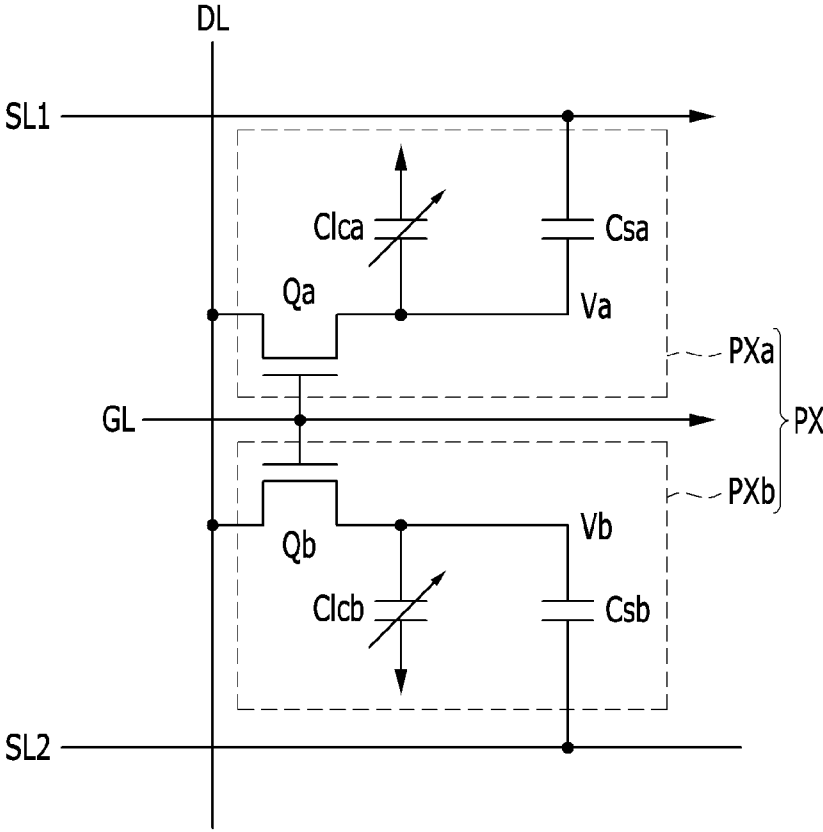 DL
SL1
Clca
Csa
Qa
Va
PXa
GL
PX
PXb
Qb
Vb
Clcb
Csb
SL2